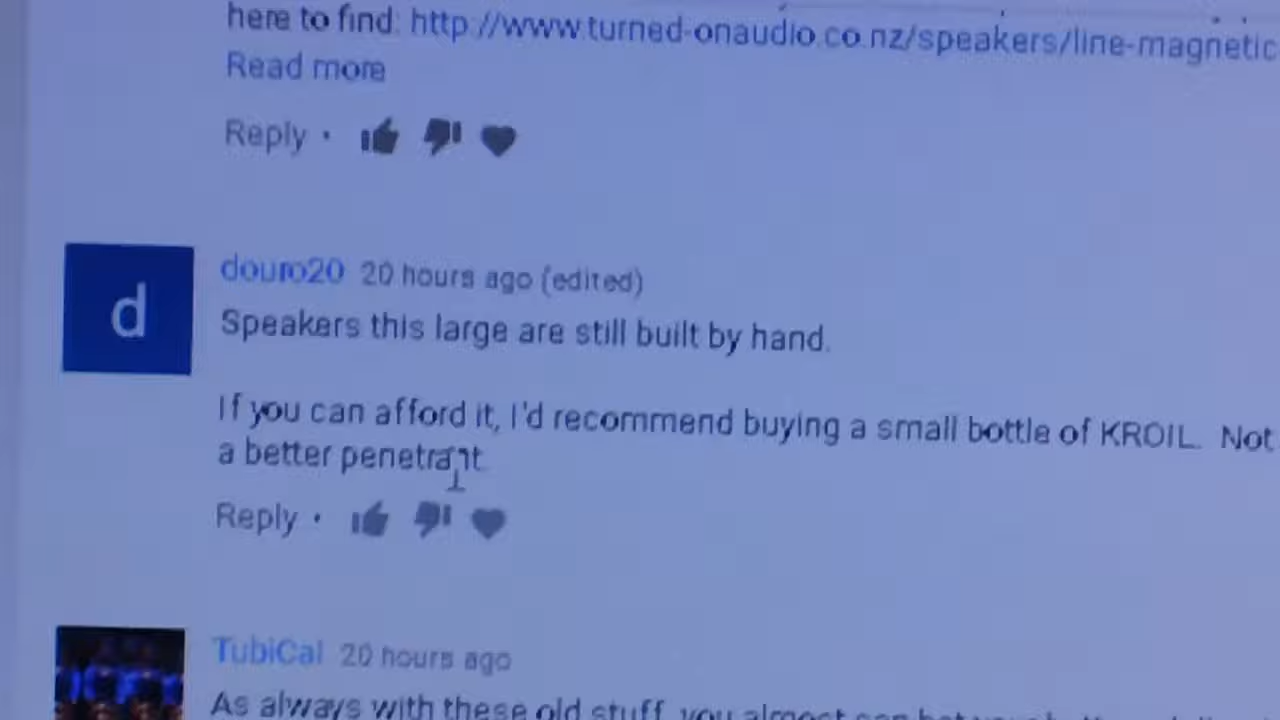 here to find: http://www.turned-onaudio.co.nz/speakers/line-magnetic
Read more
Reply •
d
douro20 20 hours ago (edited)
Speakers this large are still built by hand.
If you can afford it, I'd recommend buying a small bottle of KROIL. Not
a better penetrant.
Reply •
TubiCal 20 hours ago
As always with these old stuff, you almost can bet